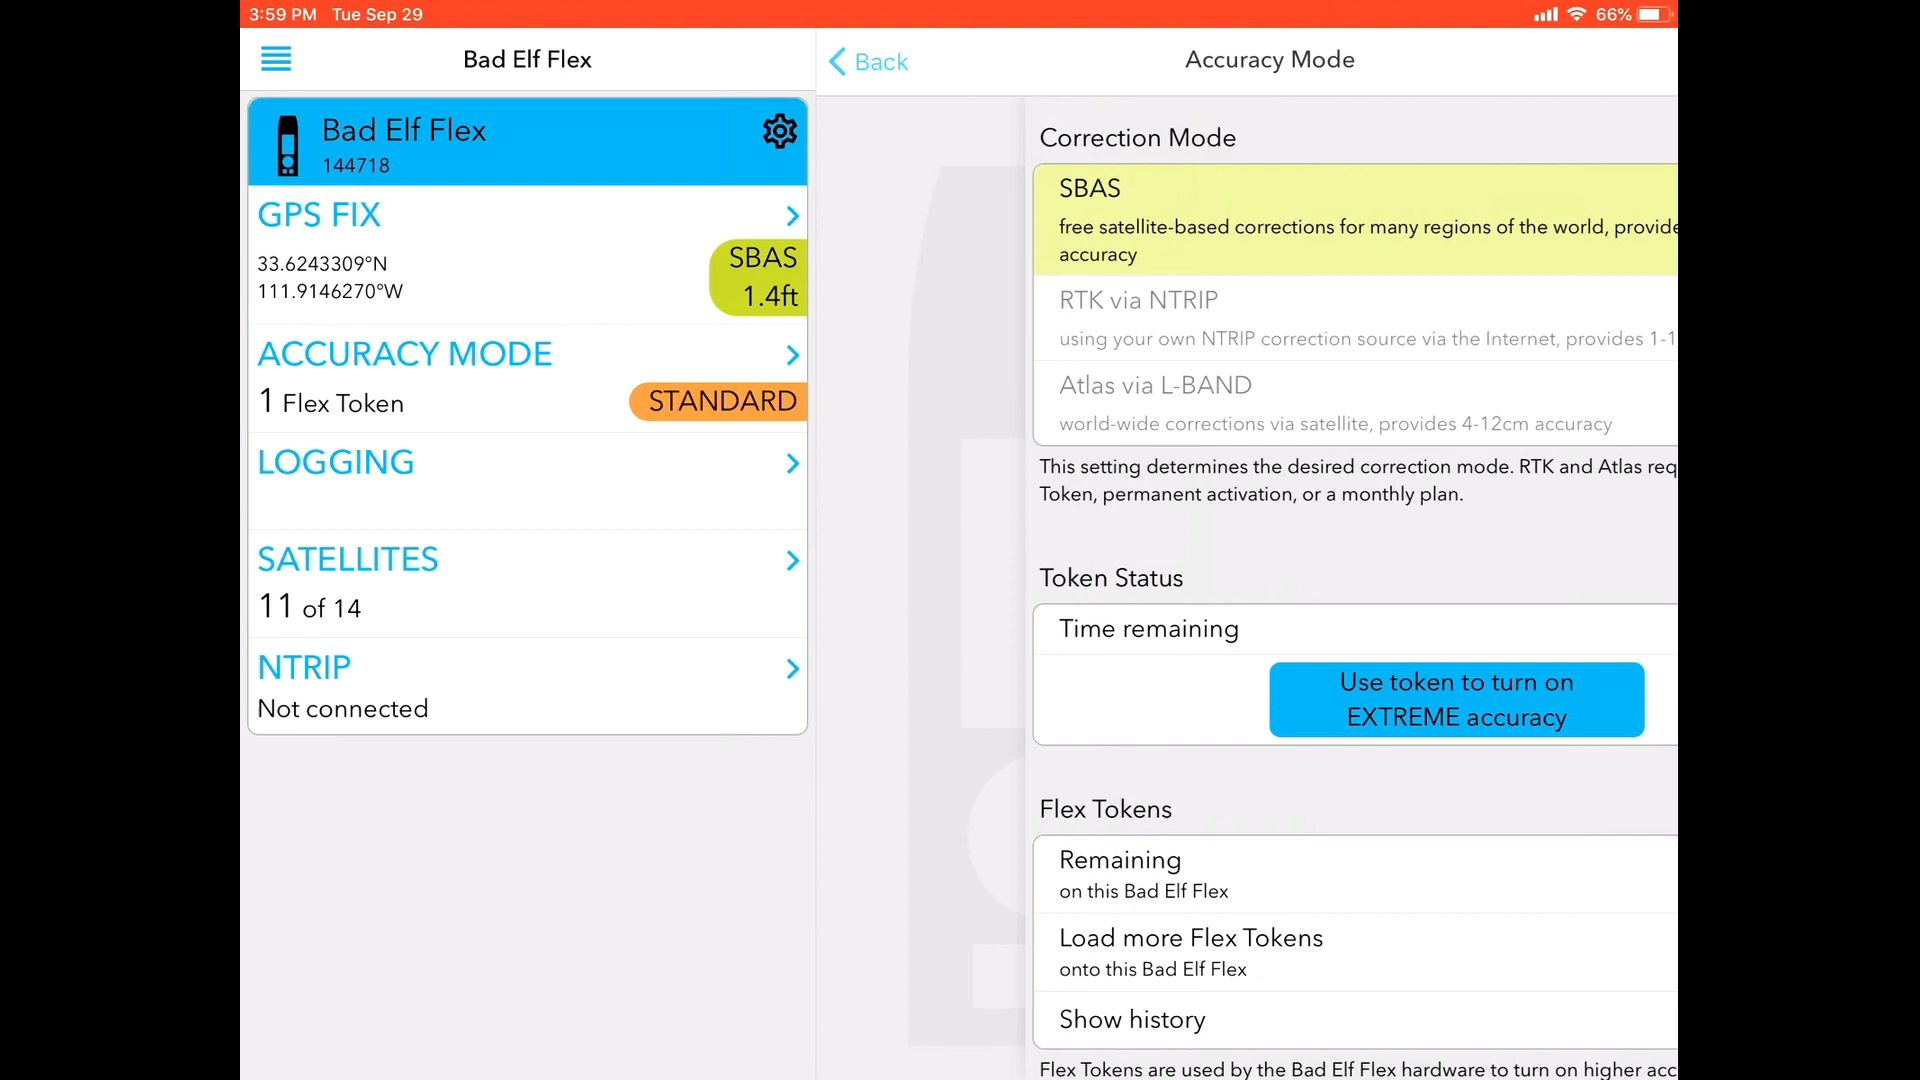 3:59 PM Tue Sep 29
66%
Bad Elf Flex
Bad Elf Flex
144718
GPS FIX
33.6243309°N
111.9146270°W
SBAS
1.4ft
ACCURACY MODE
1 Flex Token
STANDARD
LOGGING
SATELLITES
11 of 14
NTRIP
Not connected
Back
Accuracy Mode
Correction Mode
SBAS
free satellite-based corrections for many regions of the world, provide
accuracy
RTK via NTRIP
using your own NTRIP correction source via the Internet, provides 1-1
Atlas via L-BAND
world-wide corrections via satellite, provides 4-12cm accuracy
This setting determines the desired correction mode. RTK and Atlas req
Token, permanent activation, or a monthly plan.
Token Status
Time remaining
Use token to turn on
EXTREME accuracy
Flex Tokens
Remaining
on this Bad Elf Flex
Load more Flex Tokens
onto this Bad Elf Flex
Show history
Flex Tokens are used by the Bad Elf Flex hardware to turn on higher acc